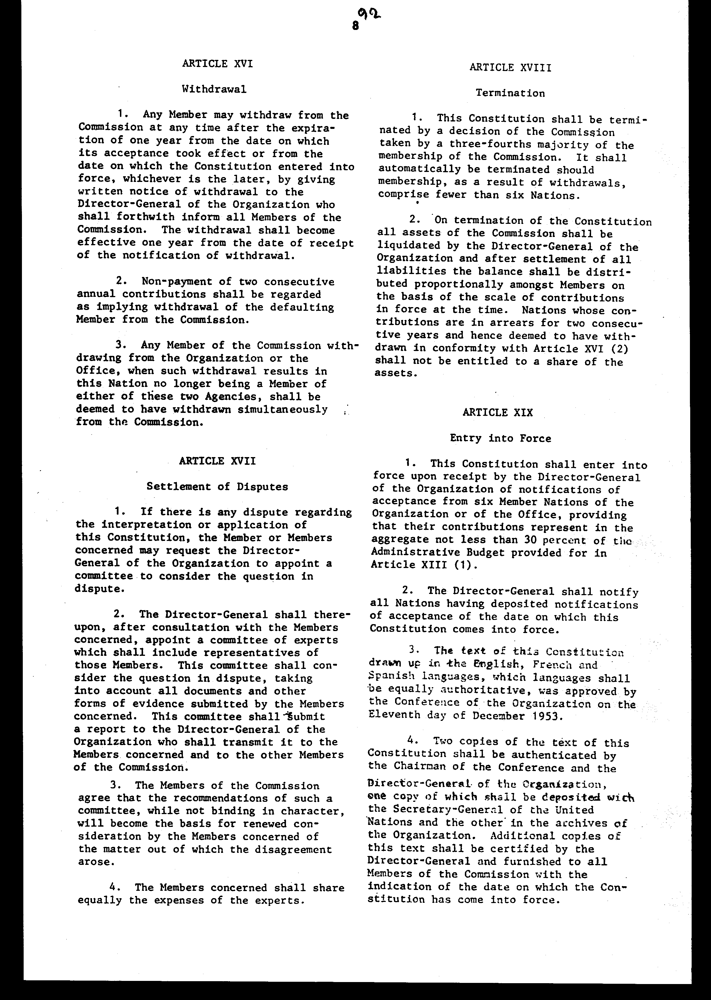 92
8
ARTICLE XVI
Withdrawal
1. Any Member may withdraw from the
Commission at any time after the expira-
tion of one year from the date on which
its acceptance took effect or from the
date on which the Constitution entered into
force, whichever is the later, by giving
written notice of withdrawal to the
Director-General of the Organization who
shall forthwith inform all Members of the
Commission. The withdrawal shall become
effective one year from the date of receipt
of the notification of withdrawal.
2. Non-payment of two consecutive
annual contributions shall be regarded
as implying withdrawal of the defaulting
Member from the Commission.
3. Any Member of the Commission with-
drawing from the Organization or the
Office, when such withdrawal results in
this Nation no longer being a Member of
either of these two Agencies, shall be
deemed to have withdrawn simultaneously
from the Commission.
ARTICLE XVII
Settlement of Disputes
1. If there is any dispute regarding
the interpretation or application of
this Constitution, the Member or Members
concerned may request the Director-
General of the Organization to appoint a
committee to consider the question in
dispute.
2. The Director-General shall there-
upon, after consultation with the Members
concerned, appoint a committee of experts
which shall include representatives of
those Members. This committee shall con-
sider the question in dispute, taking
into account all documents and other
forms of evidence submitted by the Members
concerned. This committee shall submit
a report to the Director-General of the
Organization who shall transmit it to the
Members concerned and to the other Members
of the Commission.
3. The Members of the Commission
agree that the recommendations of such a
committee, while not binding in character,
will become the basis for renewed con-
sideration by the Members concerned of
the matter out of which the disagreement
arose.
4. The Members concerned shall share
equally the expenses of the experts.
ARTICLE XVIII
Termination
1. This Constitution shall be termi-
nated by a decision of the Commission
taken by a three-fourths majority of the
membership of the Commission. It shall
automatically be terminated should
membership, as a result of withdrawals,
comprise fewer than six Nations.
2. On termination of the Constitution
all assets of the Commission shall be
liquidated by the Director-General of the
Organization and after settlement of all
liabilities the balance shall be distri-
buted proportionally amongst Members on
the basis of the scale of contributions
in force at the time. Nations whose con-
tributions are in arrears for two consecu-
tive years and hence deemed to have with-
drawn in conformity with Article XVI (2)
shall not be entitled to a share of the
assets.
ARTICLE XIX
Entry into Force
1. This Constitution shall enter into
force upon receipt by the Director-General
of the Organization of notifications of
acceptance from six Member Nations of the
Organization or of the Office, providing
that their contributions represent in the
aggregate not less than 30 percent of the
Administrative Budget provided for in
Article XIII (1).
2. The Director-General shall notify
all Nations having deposited notifications
of acceptance of the date on which this
Constitution comes into force.
3. The text of this Constitution
drawn up in the English, French and
Spanish languages, which languages shall
be equally authoritative, was approved by
the Conference of the Organization on the
Eleventh day of December 1953.
4. Two copies of the text of this
Constitution shall be authenticated by
the Chairman of the Conference and the
Director-General of the Organization,
one copy of which shall be deposited with
the Secretary-General of the United
Nations and the other in the archives of
the Organization. Additional copies of
this text shall be certified by the
Director-General and furnished to all
Members of the Commission with the
indication of the date on which the Con-
stitution has come into force.